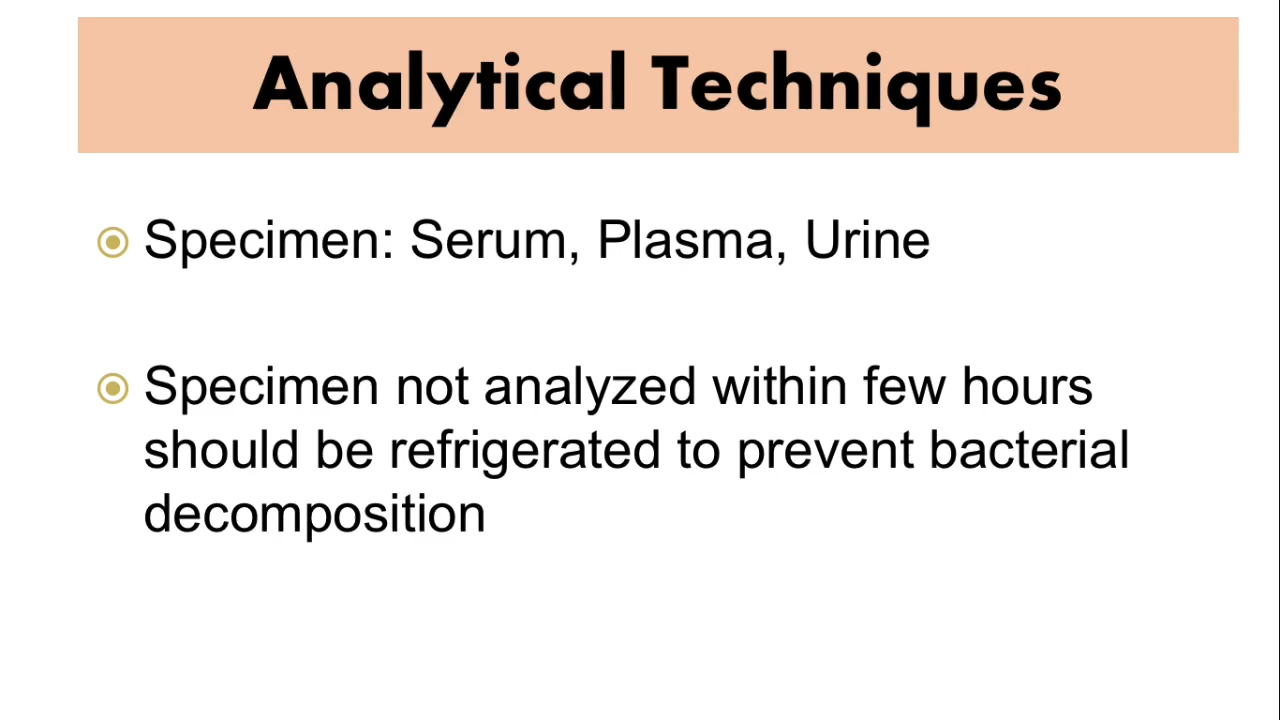 Analytical Techniques
Specimen: Serum, Plasma, Urine
Specimen not analyzed within few hours
should be refrigerated to prevent bacterial
decomposition